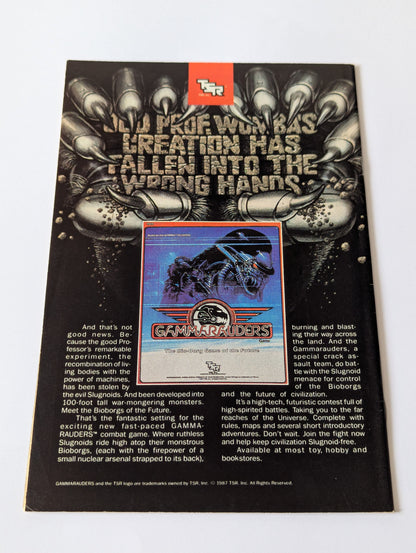 TSR
OLD PROF. WOMBAS'
CREATION HAS
FALLEN INTO THE
WRONG HANDS
GAMMARAUDERS
Game
The Bio-Borg Game of the Future
TSR
And that's not
good news. Be-
cause the good Pro-
fessor's remarkable
experiment, the
recombination of liv-
ing bodies with the
power of machines,
has been stolen by
the evil Slugnoids. And been developed into
100-foot tall war-mongering monsters.
Meet the Bioborgs of the Future.
That's the fantastic setting for the
exciting new fast-paced GAMMA-
RAUDERS™ combat game. Where ruthless
Slugnoids ride high atop their monstrous
Bioborgs, (each with the firepower of a
small nuclear arsenal strapped to its back),
burning and blast-
ing their way across
the land. And the
Gammarauders, a
special crack as-
sault team, do bat-
tle with the Slugnoid
menace for control
of the Bioborgs
and the future of civilization.
It's a high-tech, futuristic contest full of
high-spirited battles. Taking you to the far
reaches of the Universe. Complete with
rules, maps and several short introductory
adventures. Don't wait. Join the fight now
and help keep civilization Slugnoid-free.
Available at most toy, hobby and
bookstores.
GAMMARAUDERS and the TSR logo are trademarks owned by TSR, Inc. © 1987 TSR, Inc. All Rights Reserved.